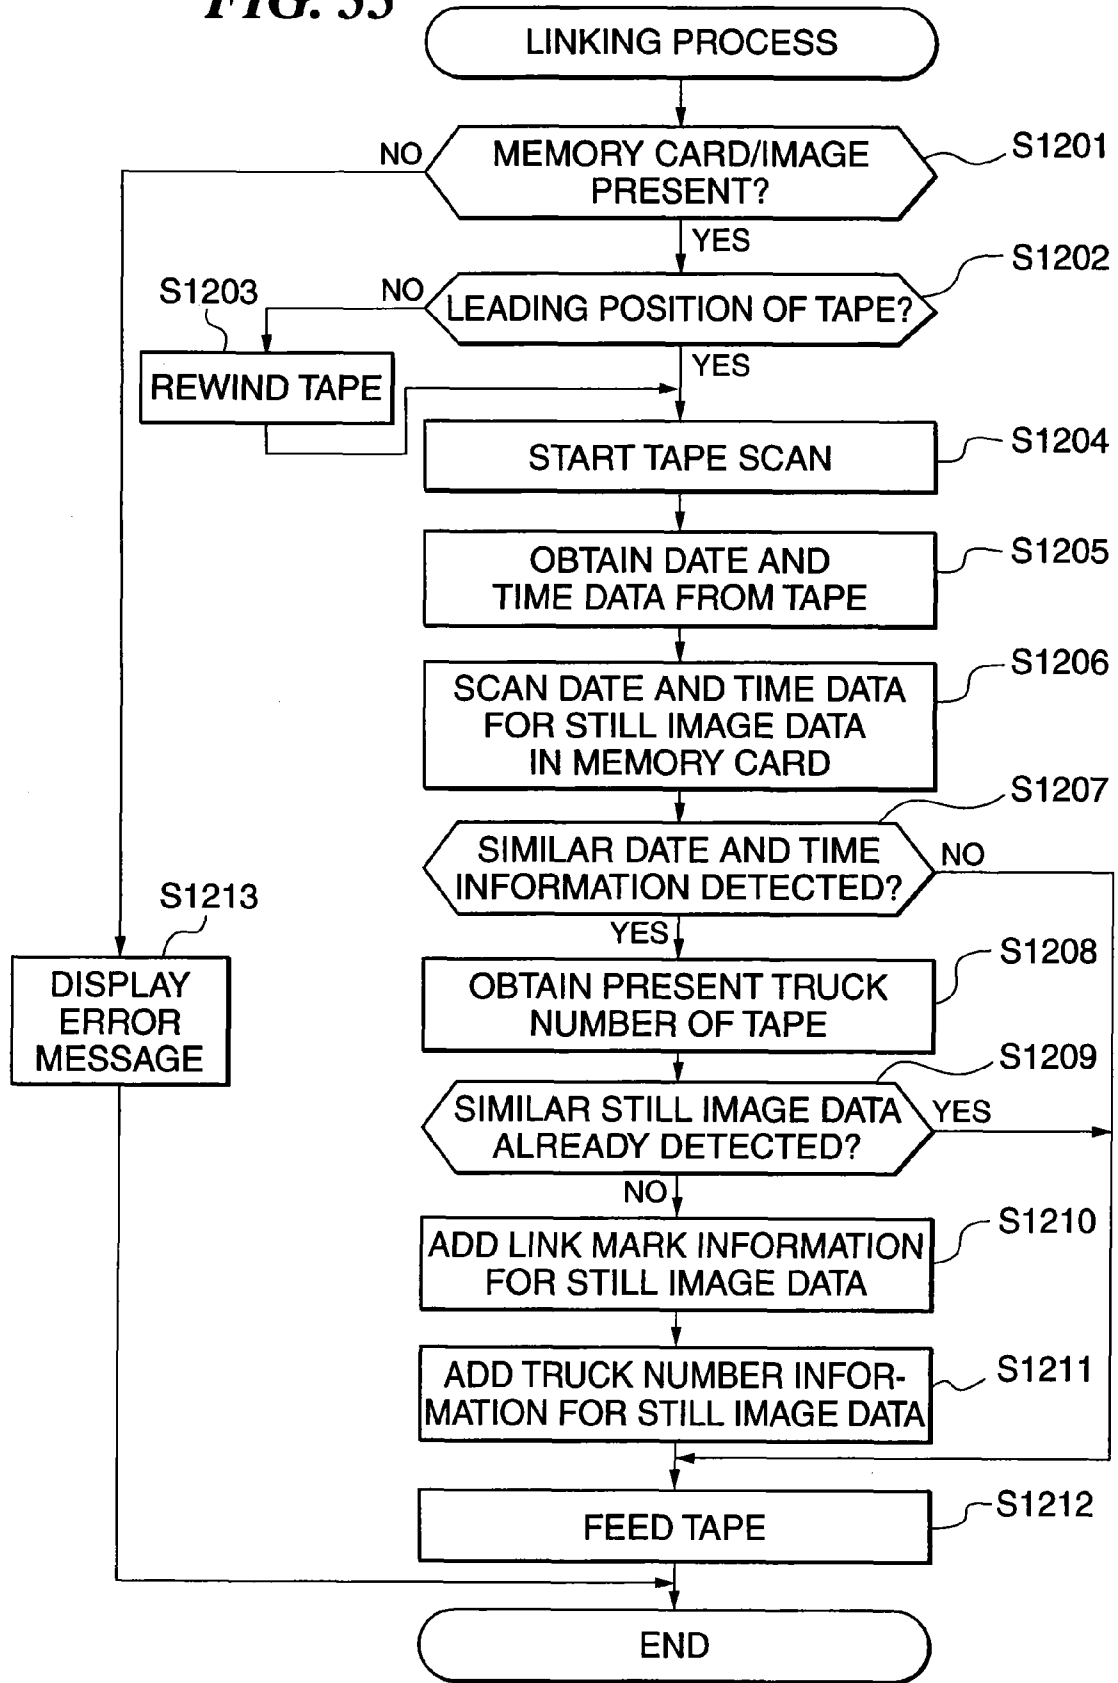 FIG. 33
LINKING PROCESS
MEMORY CARD/IMAGE
PRESENT?
S1201
NO
YES
LEADING POSITION OF TAPE?
S1202
NO
S1203
YES
REWIND TAPE
START TAPE SCAN
S1204
OBTAIN DATE AND
TIME DATA FROM TAPE
S1205
SCAN DATE AND TIME DATA
FOR STILL IMAGE DATA
IN MEMORY CARD
S1206
SIMILAR DATE AND TIME
INFORMATION DETECTED?
S1207
NO
YES
S1213
DISPLAY
ERROR
MESSAGE
OBTAIN PRESENT TRUCK
NUMBER OF TAPE
S1208
SIMILAR STILL IMAGE DATA
ALREADY DETECTED?
S1209
YES
NO
ADD LINK MARK INFORMATION
FOR STILL IMAGE DATA
S1210
ADD TRUCK NUMBER INFOR-
MATION FOR STILL IMAGE DATA
S1211
FEED TAPE
S1212
END